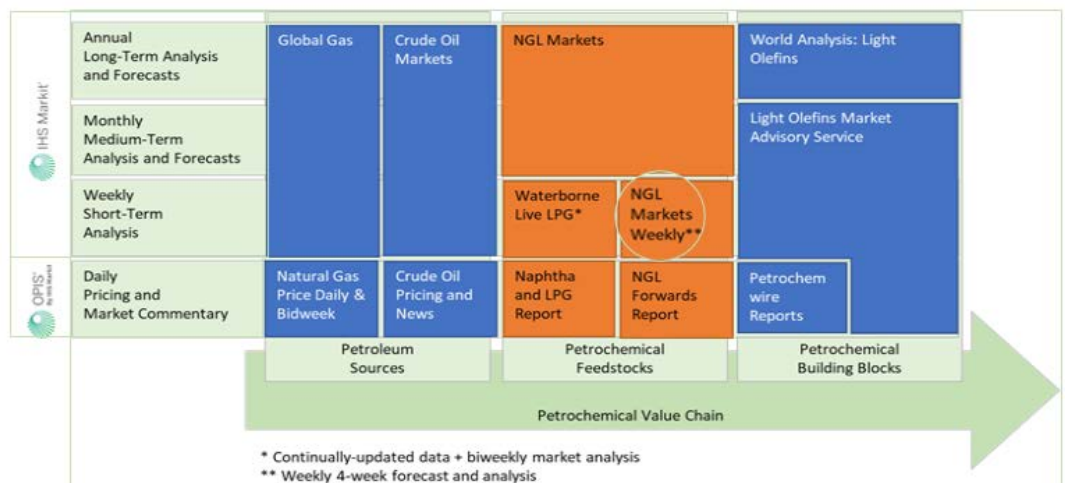 IHS Markit®
Annual
Long-Term Analysis
and Forecasts
Global Gas
Crude Oil
Markets
NGL Markets
World Analysis: Light
Olefins
Monthly
Medium-Term
Analysis and Forecasts
Light Olefins Market
Advisory Service
Weekly
Short-Term
Analysis
Waterborne
Live LPG*
NGL
Markets
Weekly**
OPIS®
By IHS Markit
Daily
Pricing and
Market Commentary
Natural Gas
Price Daily &
Bidweek
Crude Oil
Pricing and
News
Naphtha
and LPG
Report
NGL
Forwards
Report
Petrochem
wire
Reports
Petroleum
Sources
Petrochemical
Feedstocks
Petrochemical
Building Blocks
Petrochemical Value Chain
* Continually-updated data + biweekly market analysis
** Weekly 4-week forecast and analysis